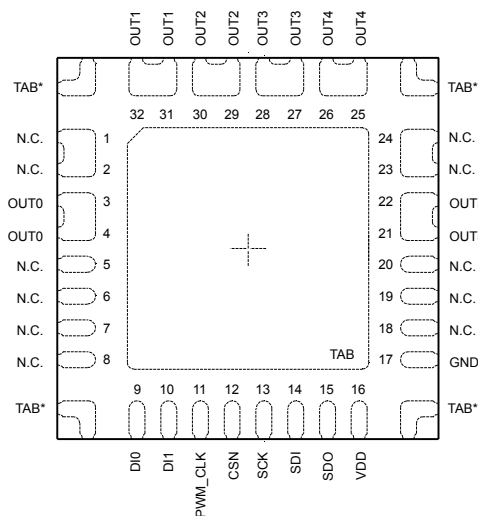 OUT1
OUT1
OUT2
OUT2
OUT3
OUT3
OUT4
OUT4
TAB*
TAB*
32 31 30 29 28 27 26 25
N.C. 1
24 N.C.
N.C. 2
23 N.C.
OUT0 3
22 OUT
OUT0 4
21 OUT
N.C. 5
20 N.C.
N.C. 6
19 N.C.
N.C. 7
18 N.C.
N.C. 8
17 GND
TAB
TAB*
TAB*
9 10 11 12 13 14 15 16
DI0
DI1
PWM_CLK
CSN
SCK
SDI
SDO
VDD